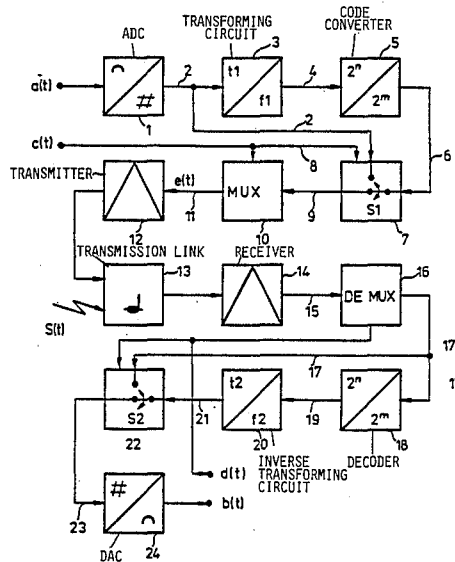 TRANSFORMING CIRCUIT
CODE CONVERTER
ADC
2
3
4
5
a(t)
#
t1
f1
2ⁿ
2ᵐ
1
2
c(t)
8
6
TRANSMITTER
e(t)
MUX
S1
11
9
12
10
7
TRANSMISSION LINK
RECEIVER
13
14
16
DE MUX
15
S(t)
17
17
1
S2
t2
f2
2ⁿ
2ᵐ
21
19
22
20
18
d(t)
INVERSE TRANSFORMING CIRCUIT
DECODER
#
b(t)
23
24
DAC